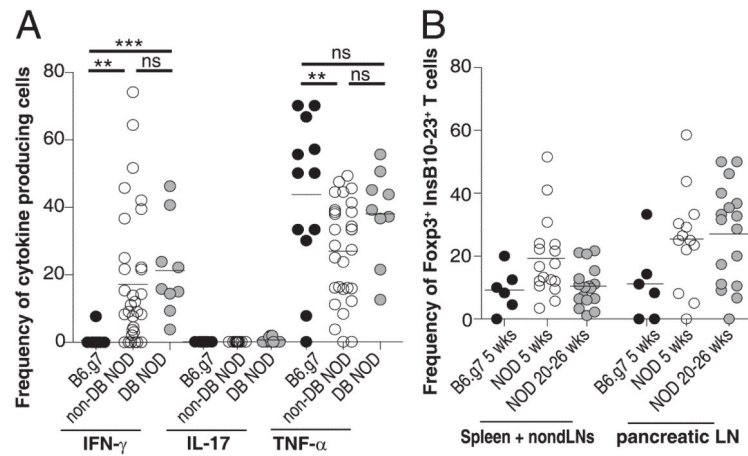 A
***
ns
**
ns
**
ns
Frequency of cytokine producing cells
80
60
40
20
0
B6.g7
non-DB NOD
DB NOD
B6.g7
non-DB NOD
DB NOD
B6.g7
non-DB NOD
DB NOD
IFN-γ
IL-17
TNF-α
B
Frequency of Foxp3⁺ InsB10-23⁺ T cells
80
60
40
20
0
B6.g7 5 wks
NOD 5 wks
NOD 20-26 wks
B6.g7 5 wks
NOD 5 wks
NOD 20-26 wks
Spleen + nondLNs
pancreatic LN